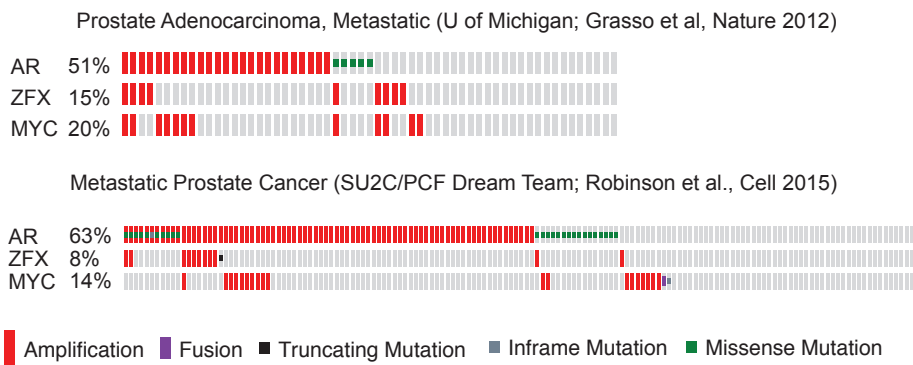 Prostate Adenocarcinoma, Metastatic (U of Michigan; Grasso et al, Nature 2012)
AR 51%
ZFX 15%
MYC 20%
Metastatic Prostate Cancer (SU2C/PCF Dream Team; Robinson et al., Cell 2015)
AR 63%
ZFX 8%
MYC 14%
Amplification Fusion Truncating Mutation Inframe Mutation Missense Mutation